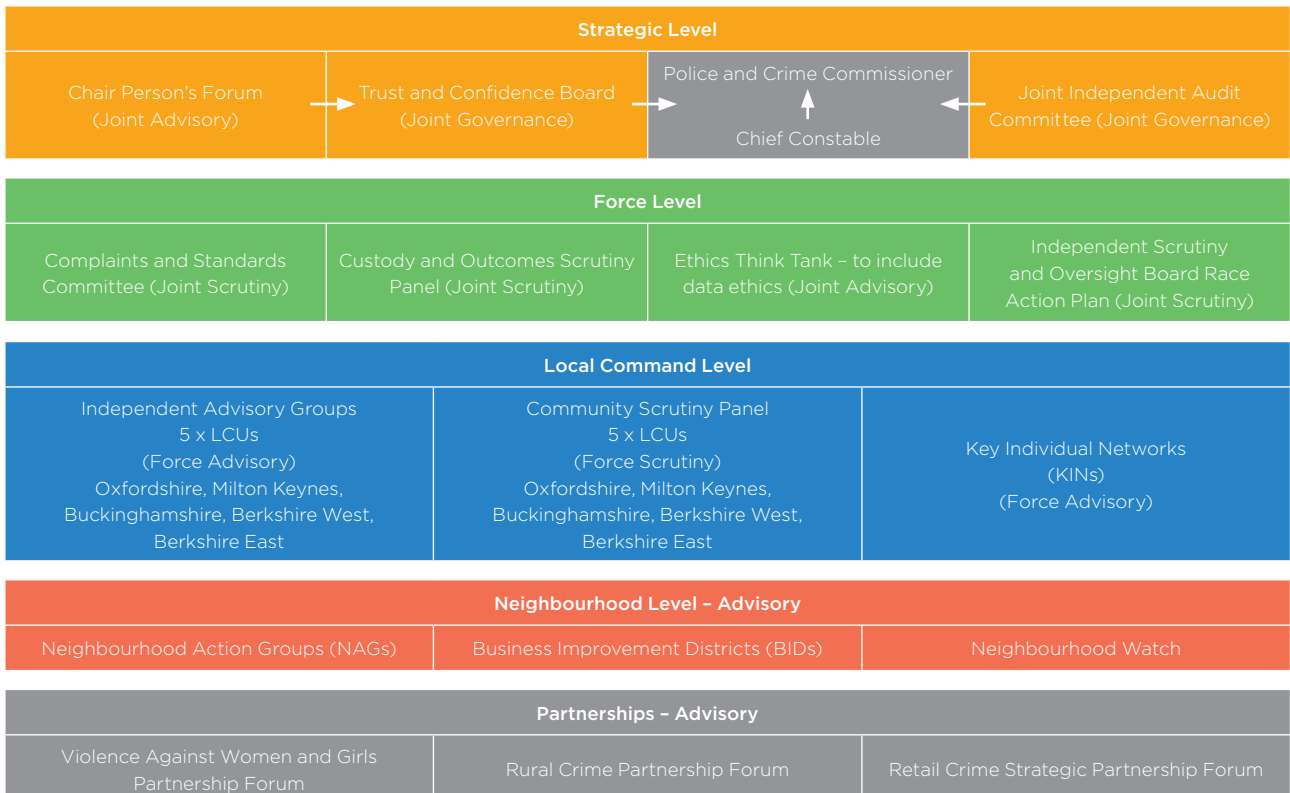 Strategic Level
Chair Person's Forum
(Joint Advisory)
Trust and Confidence Board
(Joint Governance)
Police and Crime Commissioner
Chief Constable
Joint Independent Audit
Committee (Joint Governance)
Force Level
Complaints and Standards
Committee (Joint Scrutiny)
Custody and Outcomes Scrutiny
Panel (Joint Scrutiny)
Ethics Think Tank – to include
data ethics (Joint Advisory)
Independent Scrutiny
and Oversight Board Race
Action Plan (Joint Scrutiny)
Local Command Level
Independent Advisory Groups
5 x LCUs
(Force Advisory)
Oxfordshire, Milton Keynes,
Buckinghamshire, Berkshire West,
Berkshire East
Community Scrutiny Panel
5 x LCUs
(Force Scrutiny)
Oxfordshire, Milton Keynes,
Buckinghamshire, Berkshire West,
Berkshire East
Key Individual Networks
(KINs)
(Force Advisory)
Neighbourhood Level – Advisory
Neighbourhood Action Groups (NAGs)
Business Improvement Districts (BIDs)
Neighbourhood Watch
Partnerships – Advisory
Violence Against Women and Girls
Partnership Forum
Rural Crime Partnership Forum
Retail Crime Strategic Partnership Forum